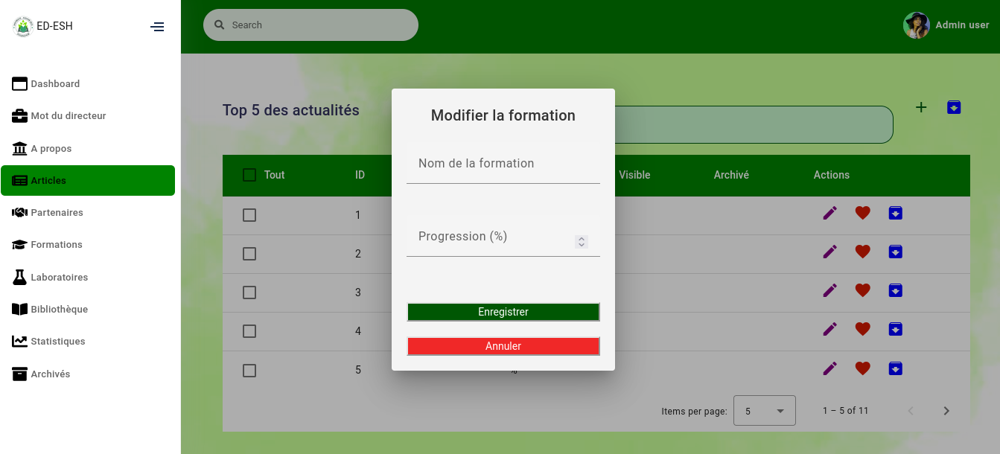 ED-ESH
Search
Admin user
Dashboard
Mot du directeur
A propos
Articles
Partenaires
Formations
Laboratoires
Bibliothèque
Statistiques
Archivés
Top 5 des actualités
Tout ID Visible Archivé Actions
1
2
3
4
5 %
Items per page: 5 1 – 5 of 11
Modifier la formation
Nom de la formation
Progression (%)
Enregistrer
Annuler